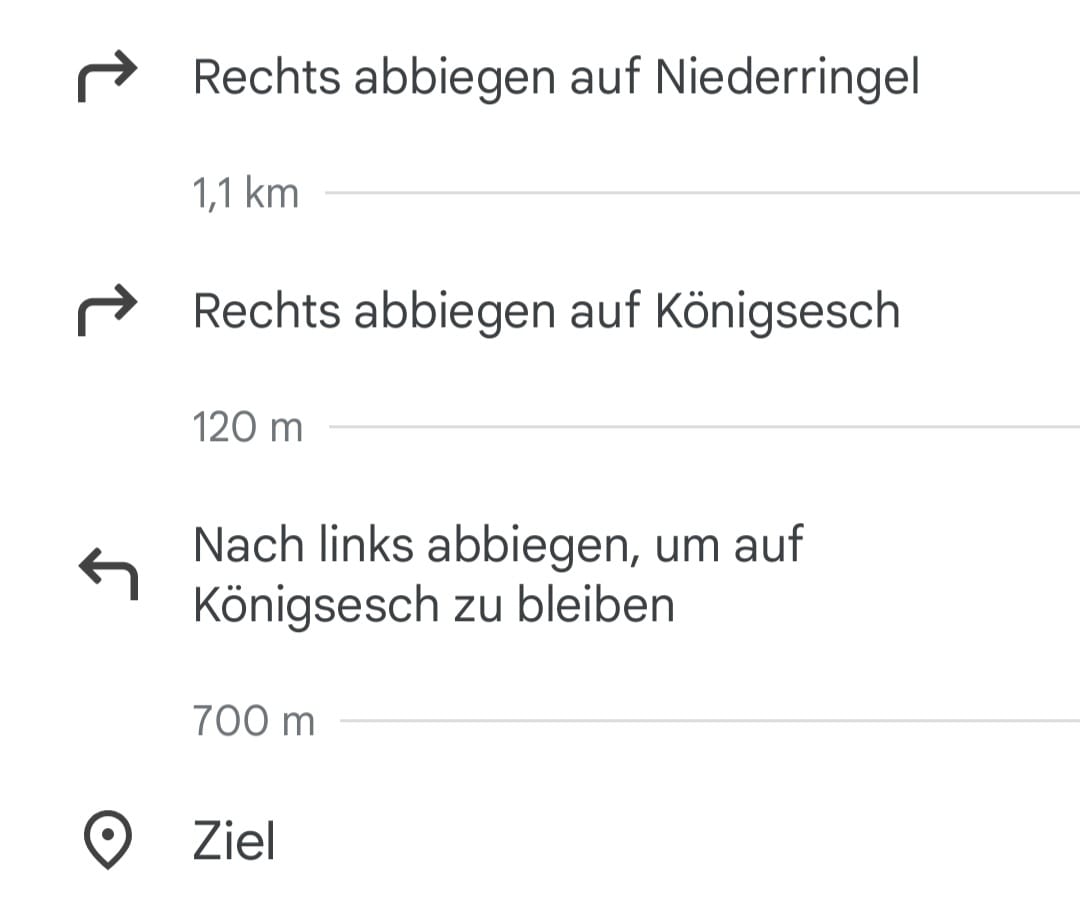 Rechts abbiegen auf Niederringel
1,1 km
Rechts abbiegen auf Königsesch
120 m
Nach links abbiegen, um auf
Königsesch zu bleiben
700 m
Ziel